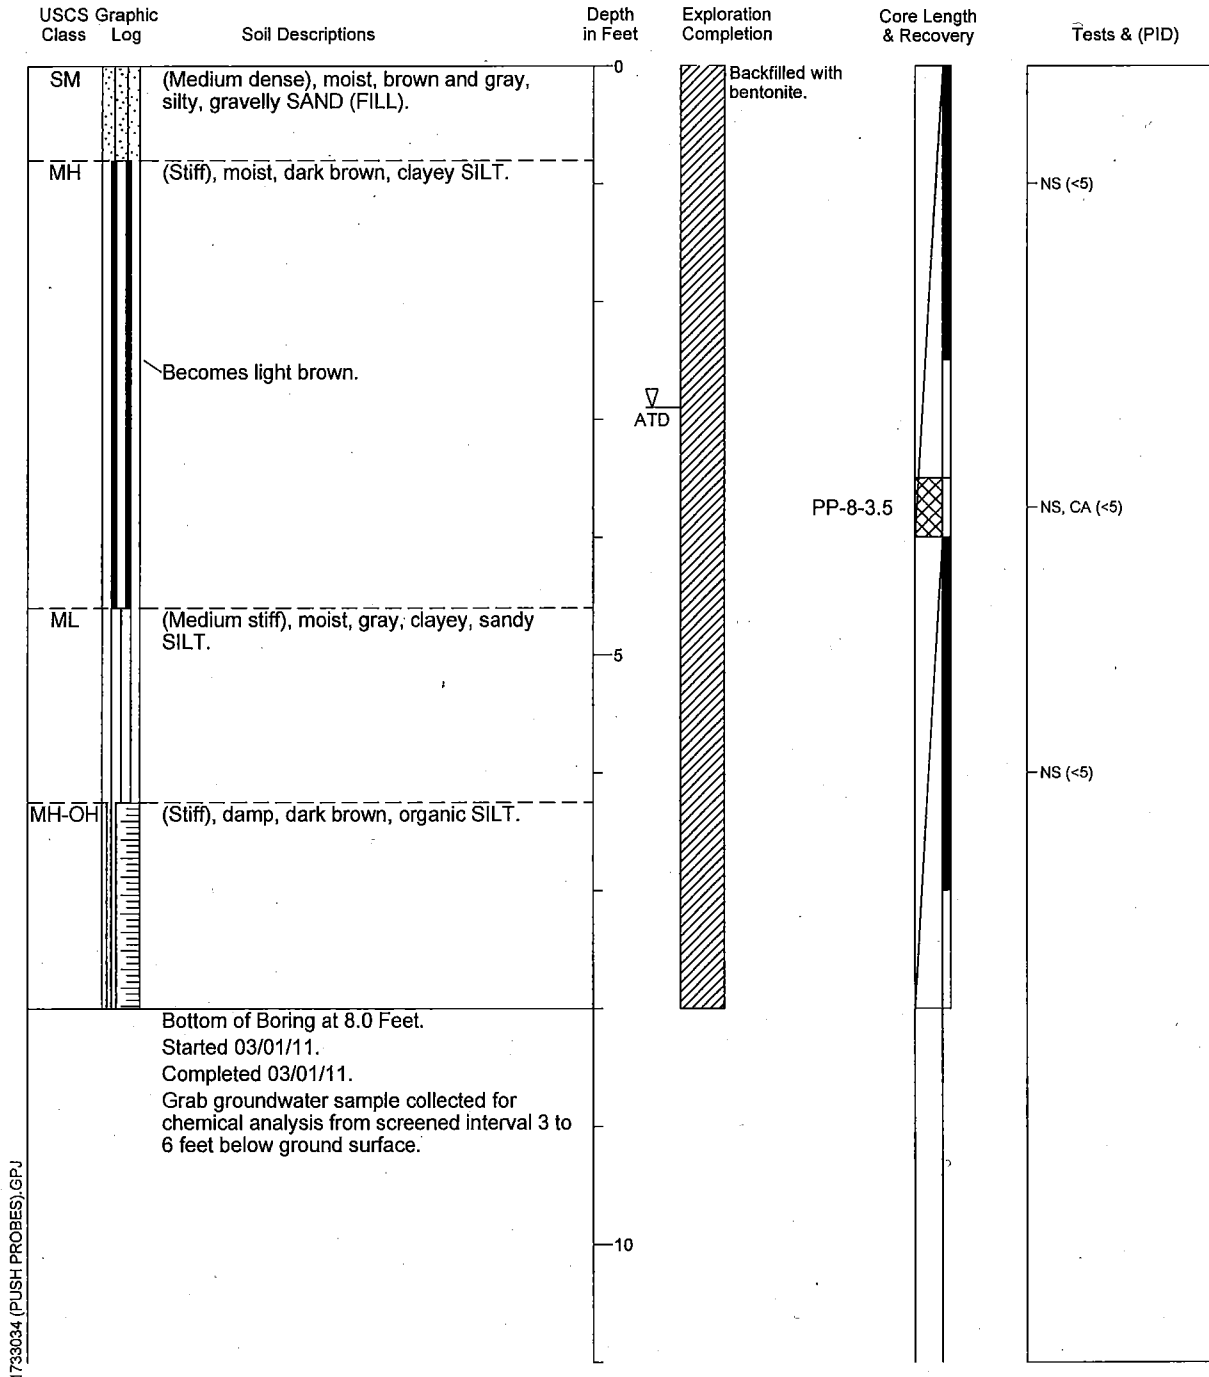 USCS Graphic
Class Log
Soil Descriptions
Depth
in Feet
Exploration
Completion
Core Length
& Recovery
Tests & (PID)
SM
(Medium dense), moist, brown and gray,
silty, gravelly SAND (FILL).
0
Backfilled with
bentonite.
MH
(Stiff), moist, dark brown, clayey SILT.
NS (<5)
Becomes light brown.
ATD
PP-8-3.5
NS, CA (<5)
ML
(Medium stiff), moist, gray, clayey, sandy
SILT.
5
NS (<5)
MH-OH
(Stiff), damp, dark brown, organic SILT.
Bottom of Boring at 8.0 Feet.
Started 03/01/11.
Completed 03/01/11.
Grab groundwater sample collected for
chemical analysis from screened interval 3 to
6 feet below ground surface.
10
1733034 (PUSH PROBES).GPJ